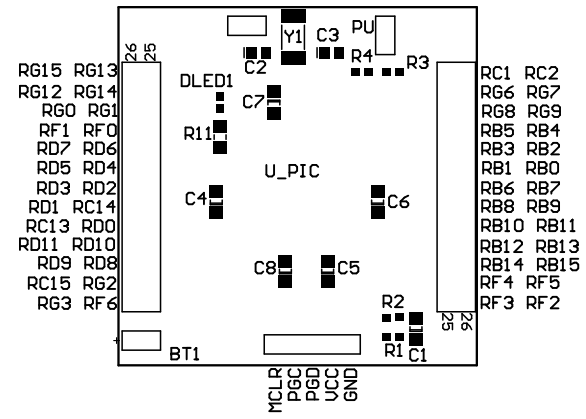 Y1
PU
C3
26 25
C2
R4
R3
RG15 RG13
RC1 RC2
DLED1
RG12 RG14
RG6 RG7
C7
RG0 RG1
RG8 RG9
RF1 RF0
R11
RB5 RB4
RD7 RD6
RB3 RB2
RD5 RD4
U_PIC
RB1 RB0
RD3 RD2
RB6 RB7
C4
C6
RD1 RC14
RB8 RB9
RC13 RD0
RB10 RB11
RD11 RD10
RB12 RB13
RD9 RD8
C8
C5
RB14 RB15
RC15 RG2
RF4 RF5
RG3 RF6
R2
RF3 RF2
25 26
BT1
R1
C1
MCLR
PGC
PGD
VCC
GND